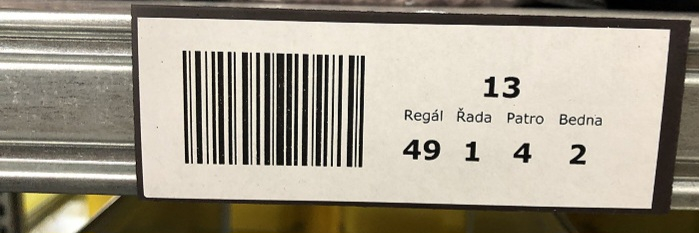 13
Regál Řada Patro Bedna
49 1 4 2